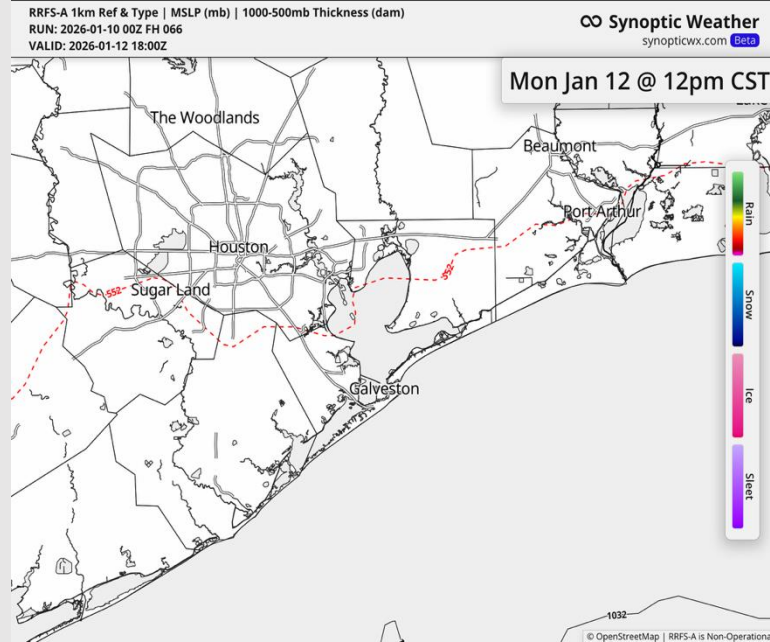 RRFS-A 1km Ref & Type | MSLP (mb) | 1000-500mb Thickness (dam)
RUN: 2026-01-10 00Z FH 066
VALID: 2026-01-12 18:00Z
Synoptic Weather
synopticwx.com Beta
Mon Jan 12 @ 12pm CST
The Woodlands
Beaumont
Port Arthur
Houston
552
552
Sugar Land
Galveston
Rain
Snow
Ice
Sleet
1032
© OpenStreetMap | RRFS-A is Non-Operationa